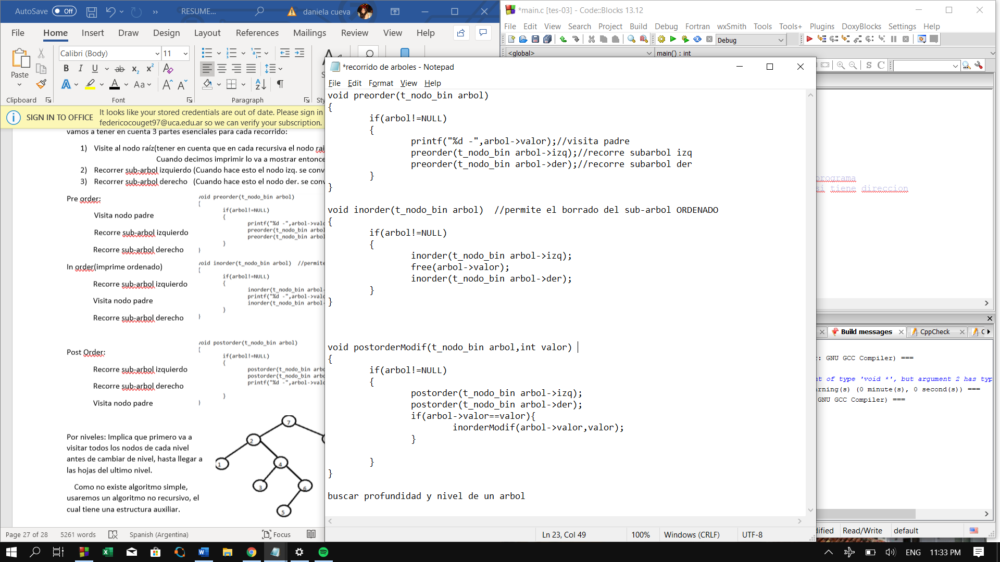 AutoSave Off RESUME... daniela cueva
File Home Insert Draw Design Layout References Mailings Review View Help
Paste Calibri (Body) 11
B I U ab x₂ x² Aa
Clipboard Font Paragraph
SIGN IN TO OFFICE It looks like your stored credentials are out of date. Please sign in
federicocouget97@uca.edu.ar so we can verify your subscription.
vamos a tener en cuenta 3 partes esenciales para cada recorrido:
1) Visite al nodo raíz(tener en cuenta que en cada recursiva el nodo
Cuando decimos imprimir lo va a mostrar
2) Recorrer sub-arbol izquierdo (Cuando hace esto el nodo izq. se
3) Recorrer sub-arbol derecho (Cuando hace esto el nodo der. se
Pre order:
Visita nodo padre
Recorre sub-arbol izquierdo
Recorre sub-arbol derecho
void preorder(t_nodo_bin arbol)
{
if(arbol!=NULL)
{
printf("%d -",arbol->
preorder(t_nodo_bin arbol
preorder(t_nodo_bin arbol
}
}
In order(imprime ordenado)
Recorre sub-arbol izquierdo
Visita nodo padre
Recorre sub-arbol derecho
void inorder(t_nodo_bin arbol) //
{
if(arbol!=NULL)
{
inorder(t_nodo_bin arbol-
printf("%d -",arbol->
inorder(t_nodo_bin arbol-
}
}
Post Order:
Recorre sub-arbol izquierdo
Recorre sub-arbol derecho
Visita nodo padre
void postorder(t_nodo_bin arbol)
{
if(arbol!=NULL)
{
postorder(t_nodo_bin
postorder(t_nodo_bin
printf("%d -",arbol->
}
}
Por niveles: Implica que primero va a
visitar todos los nodos de cada nivel
antes de cambiar de nivel, hasta llegar a
las hojas del ultimo nivel.
Como no existe algoritmo simple,
usaremos un algoritmo no recursivo, el
cual tiene una estructura auxiliar.
7
2
1
4
3
6
5
Page 27 of 28 5261 words Spanish (Argentina) Focus
*recorrido de arboles - Notepad
File Edit Format View Help
void preorder(t_nodo_bin arbol)
{
if(arbol!=NULL)
{
printf("%d -",arbol->valor);//visita padre
preorder(t_nodo_bin arbol->izq);//recorre subarbol izq
preorder(t_nodo_bin arbol->der);//recorre subarbol der
}
}
void inorder(t_nodo_bin arbol) //permite el borrado del sub-arbol ORDENADO
{
if(arbol!=NULL)
{
inorder(t_nodo_bin arbol->izq);
free(arbol->valor);
inorder(t_nodo_bin arbol->der);
}
}
void postorderModif(t_nodo_bin arbol,int valor)
{
if(arbol!=NULL)
{
postorder(t_nodo_bin arbol->izq);
postorder(t_nodo_bin arbol->der);
if(arbol->valor==valor){
inorderModif(arbol->valor,valor);
}
}
}
buscar profundidad y nivel de un arbol
Ln 23, Col 49 100% Windows (CRLF) UTF-8
*main.c [tes-03] - Code::Blocks 13.12
File Edit View Search Project Build Debug Fortran wxSmith Tools Tools+ Plugins DoxyBlocks Settings Help
Debug
<global> main() : int
S C
programa
si tiene direccion
Build messages CppCheck
: GNU GCC Compiler) ===
of type 'void *', but argument 2 has
(0 minute(s), 0 second(s)) ===
GNU GCC Compiler) ===
Read/Write default
ENG 11:33 PM